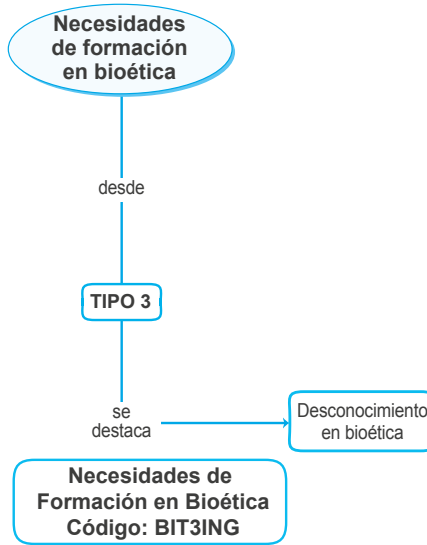 Necesidades
de formación
en bioética
desde
TIPO 3
se
destaca
Desconocimiento
en bioética
Necesidades de
Formación en Bioética
Código: BIT3ING